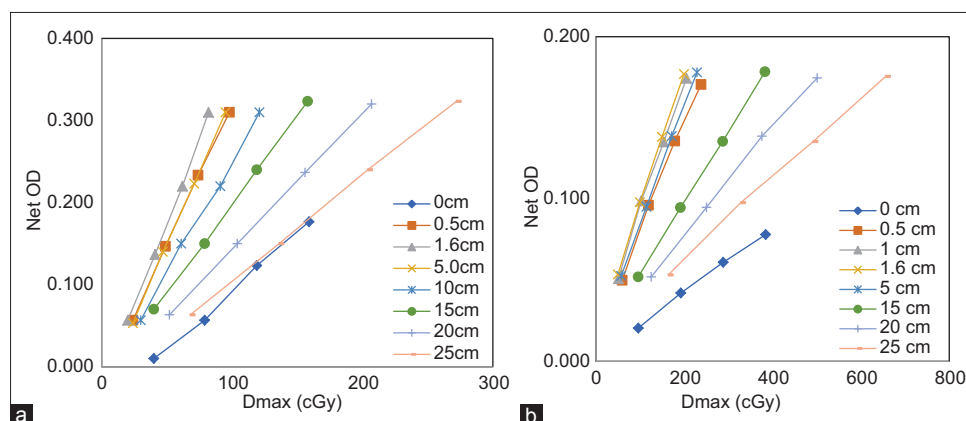 0.400
0.300
0.200
0.100
0.000
0
100
200
300
Net OD
Dmax (cGy)
0cm
0.5cm
1.6cm
5.0cm
10cm
15cm
20cm
25cm
a
0.200
0.100
0.000
0
200
400
600
800
Net OD
Dmax (cGy)
0 cm
0.5 cm
1 cm
1.6 cm
5 cm
15 cm
20 cm
25 cm
b